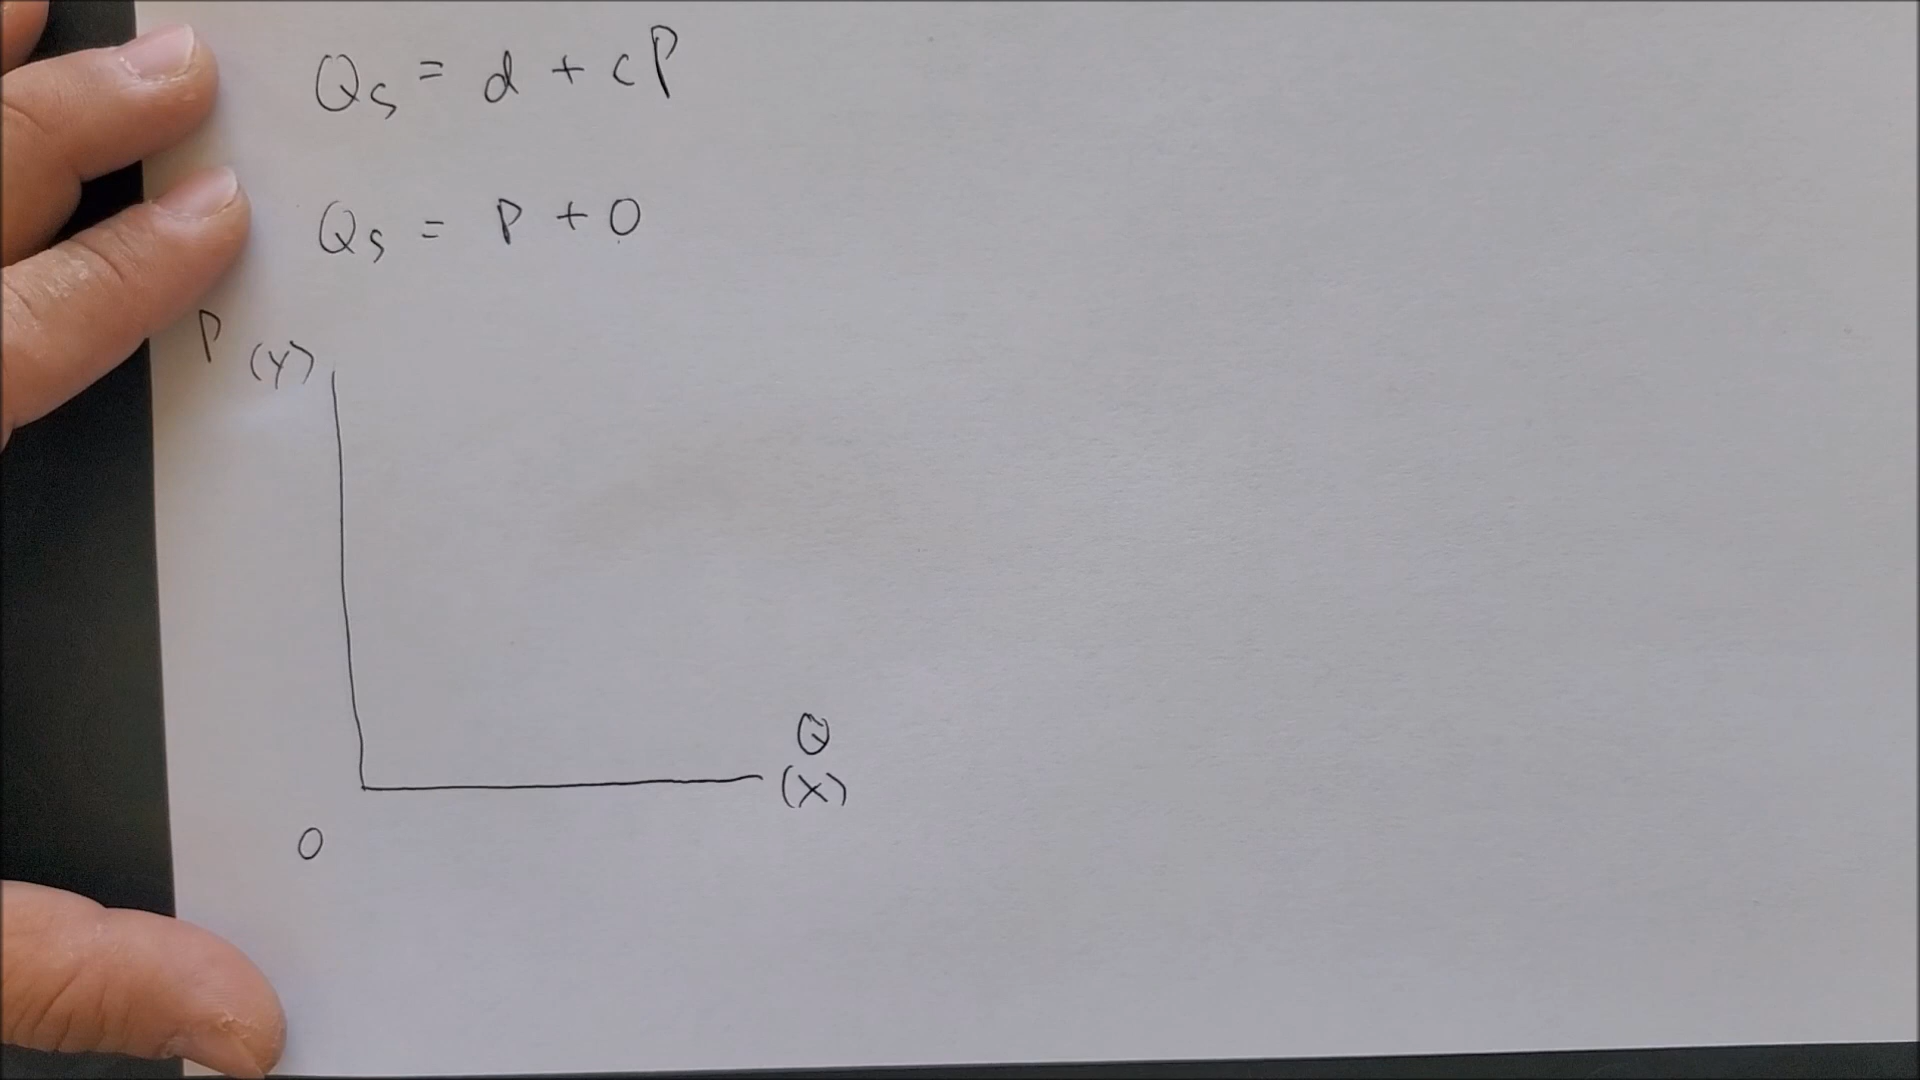 Qs = d + cP
Qs = P + 0
P (Y)
Q
(X)
0